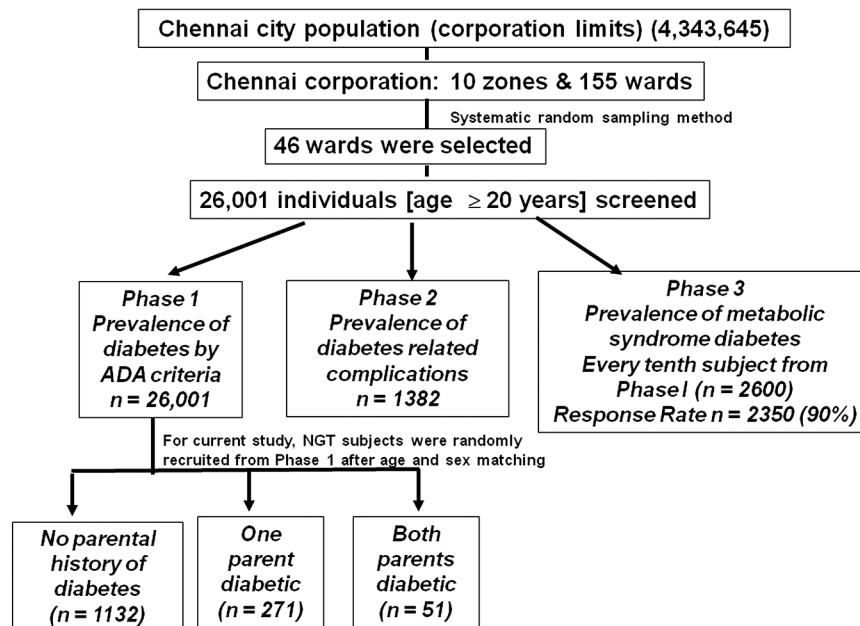 Chennai city population (corporation limits) (4,343,645)
Chennai corporation: 10 zones & 155 wards
Systematic random sampling method
46 wards were selected
26,001 individuals [age ≥ 20 years] screened
Phase 1
Prevalence of
diabetes by
ADA criteria
n = 26,001
Phase 2
Prevalence of
diabetes related
complications
n = 1382
Phase 3
Prevalence of metabolic
syndrome diabetes
Every tenth subject from
Phase I (n = 2600)
Response Rate n = 2350 (90%)
For current study, NGT subjects were randomly
recruited from Phase 1 after age and sex matching
No parental
history of
diabetes
(n = 1132)
One
parent
diabetic
(n = 271)
Both
parents
diabetic
(n = 51)